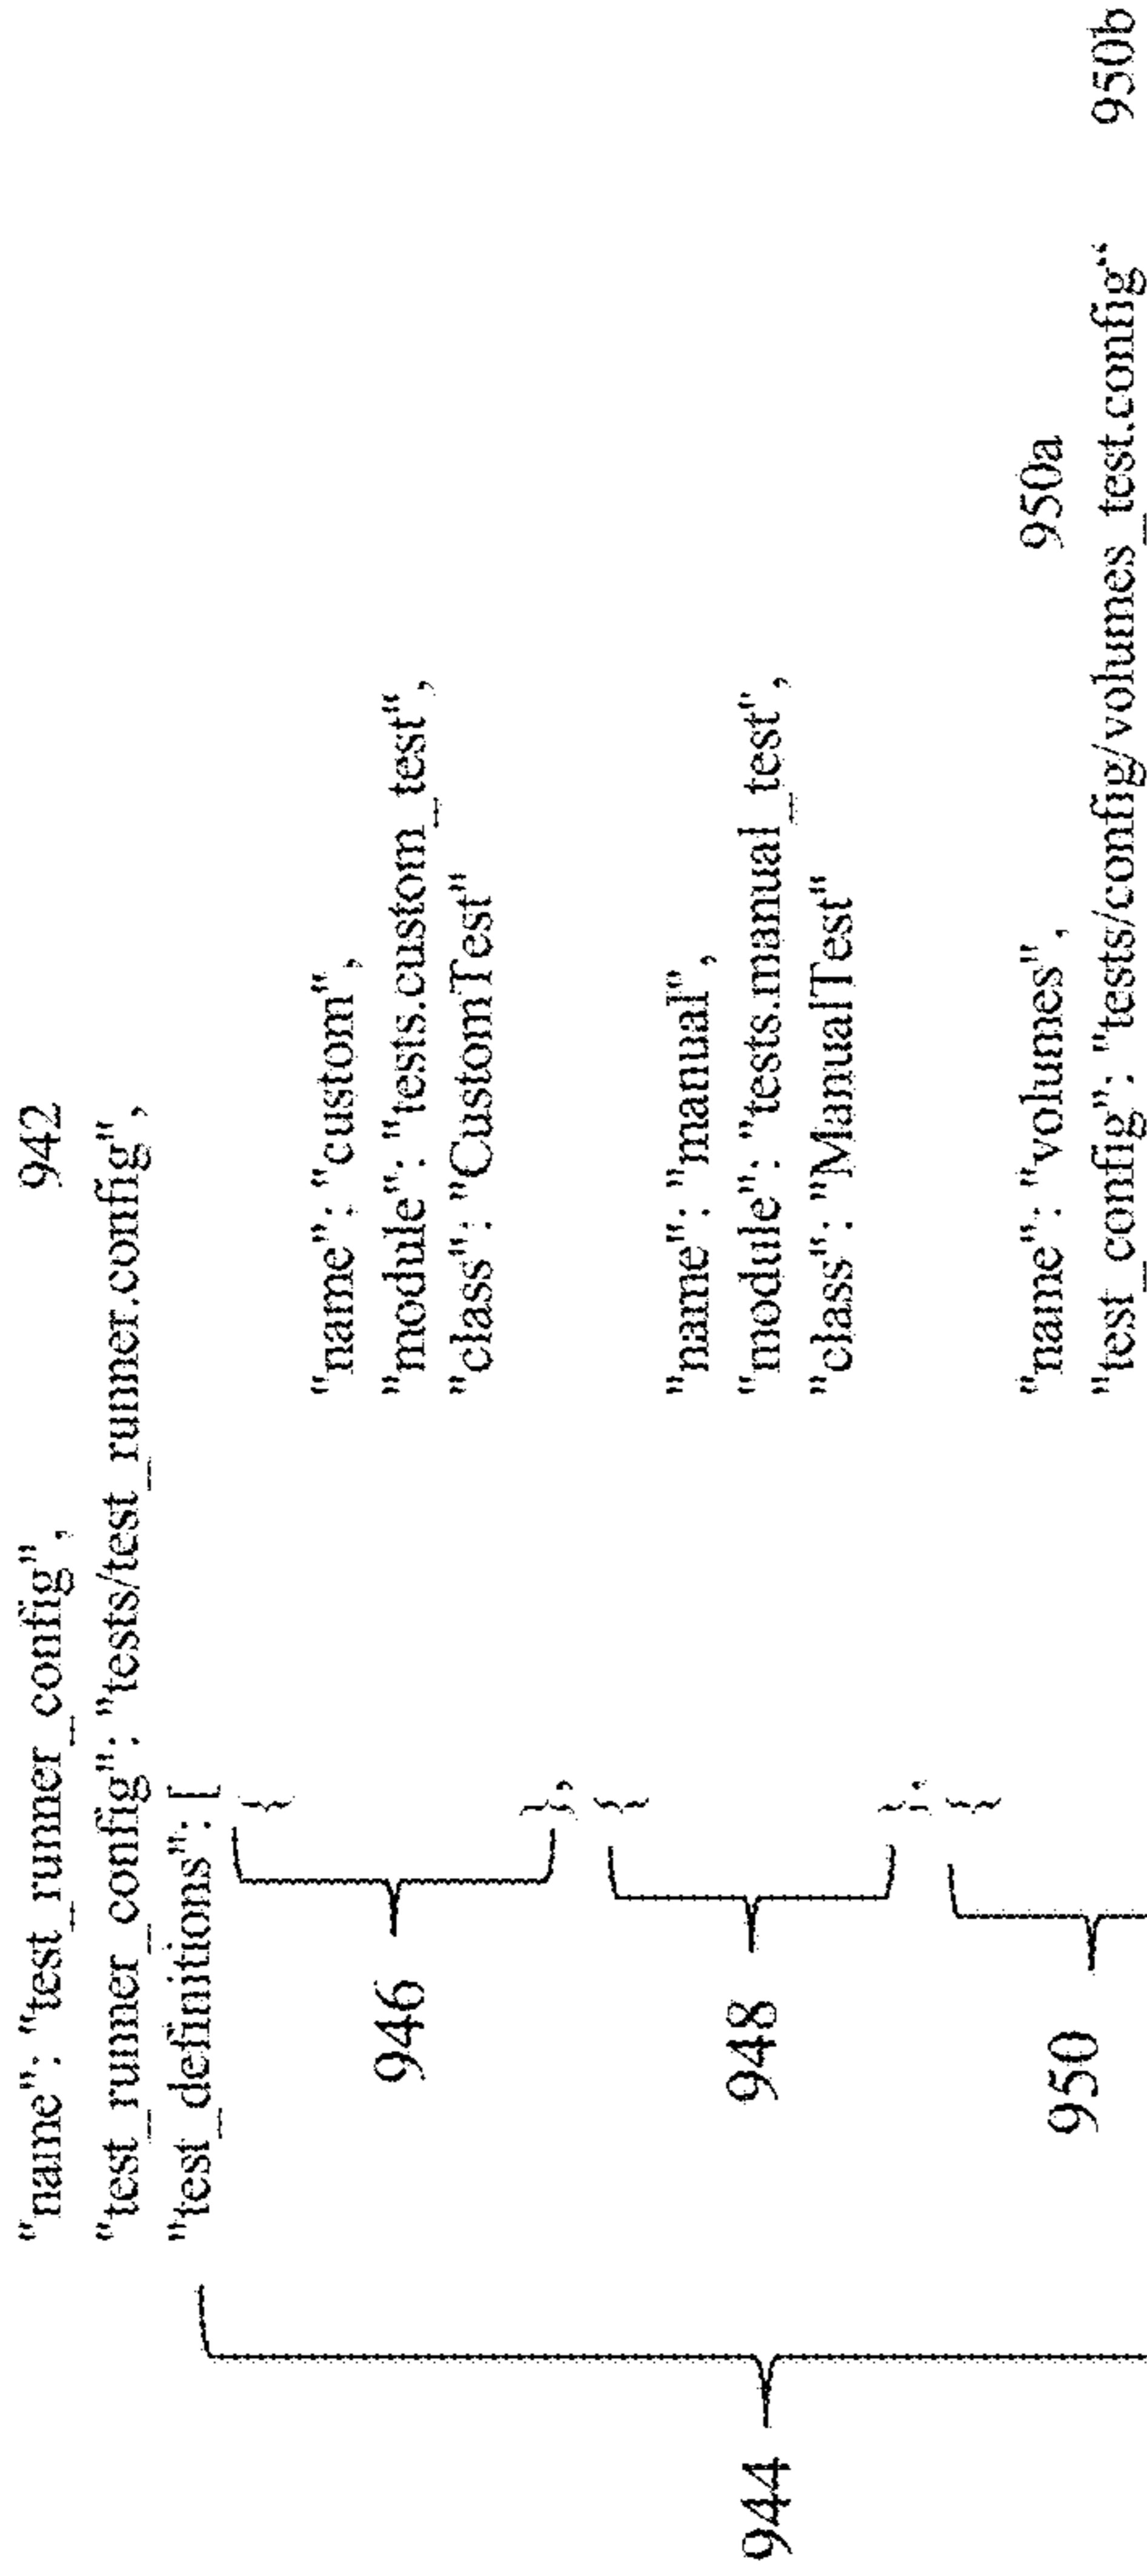 "name": "test_runner_config", 942
"test_runner_config": "tests/test_runner.config",
"test_definitions": [
{
"name": "custom",
"module": "tests.custom_test",
"class": "CustomTest"
},
946
{
"name": "manual",
"module": "tests.manual_test",
"class": "ManualTest"
},
948
{
"name": "volumes", 950a
"test_config": "tests/config/volumes_test.config" 950b
950
944